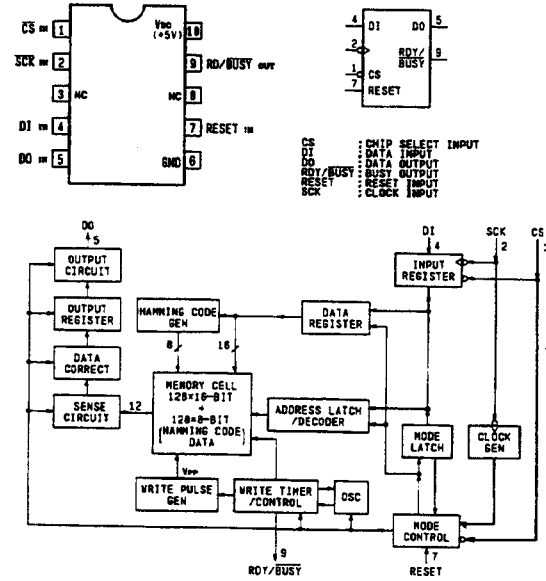 CS IN 1
SCK IN 2
3 NC
DI IN 4
DO IN 5
VDD
(+5V)
10
9 RD/BUSY OUT
NC 8
7 RESET IN
GND 6
4 DI DO 5
2
RDY/
BUSY 9
1 CS
7 RESET
CS : CHIP SELECT INPUT
DI : DATA INPUT
DO : DATA OUTPUT
RDY/BUSY : BUSY OUTPUT
RESET : RESET INPUT
SCK : CLOCK INPUT
DO
5
OUTPUT
CIRCUIT
OUTPUT
REGISTER
DATA
CORRECT
SENSE
CIRCUIT
12
HAMMING CODE
GEN
8
16
DATA
REGISTER
MEMORY CELL
128×16-BIT
+
128×8-BIT
(HAMMING CODE)
DATA
ADDRESS LATCH
/DECODER
VPP
WRITE PULSE
GEN
WRITE TIMER
/CONTROL
OSC
9
RDY/BUSY
DI
4
SCK
2
CS
INPUT
REGISTER
MODE
LATCH
CLOCK
GEN
MODE
CONTROL
7
RESET